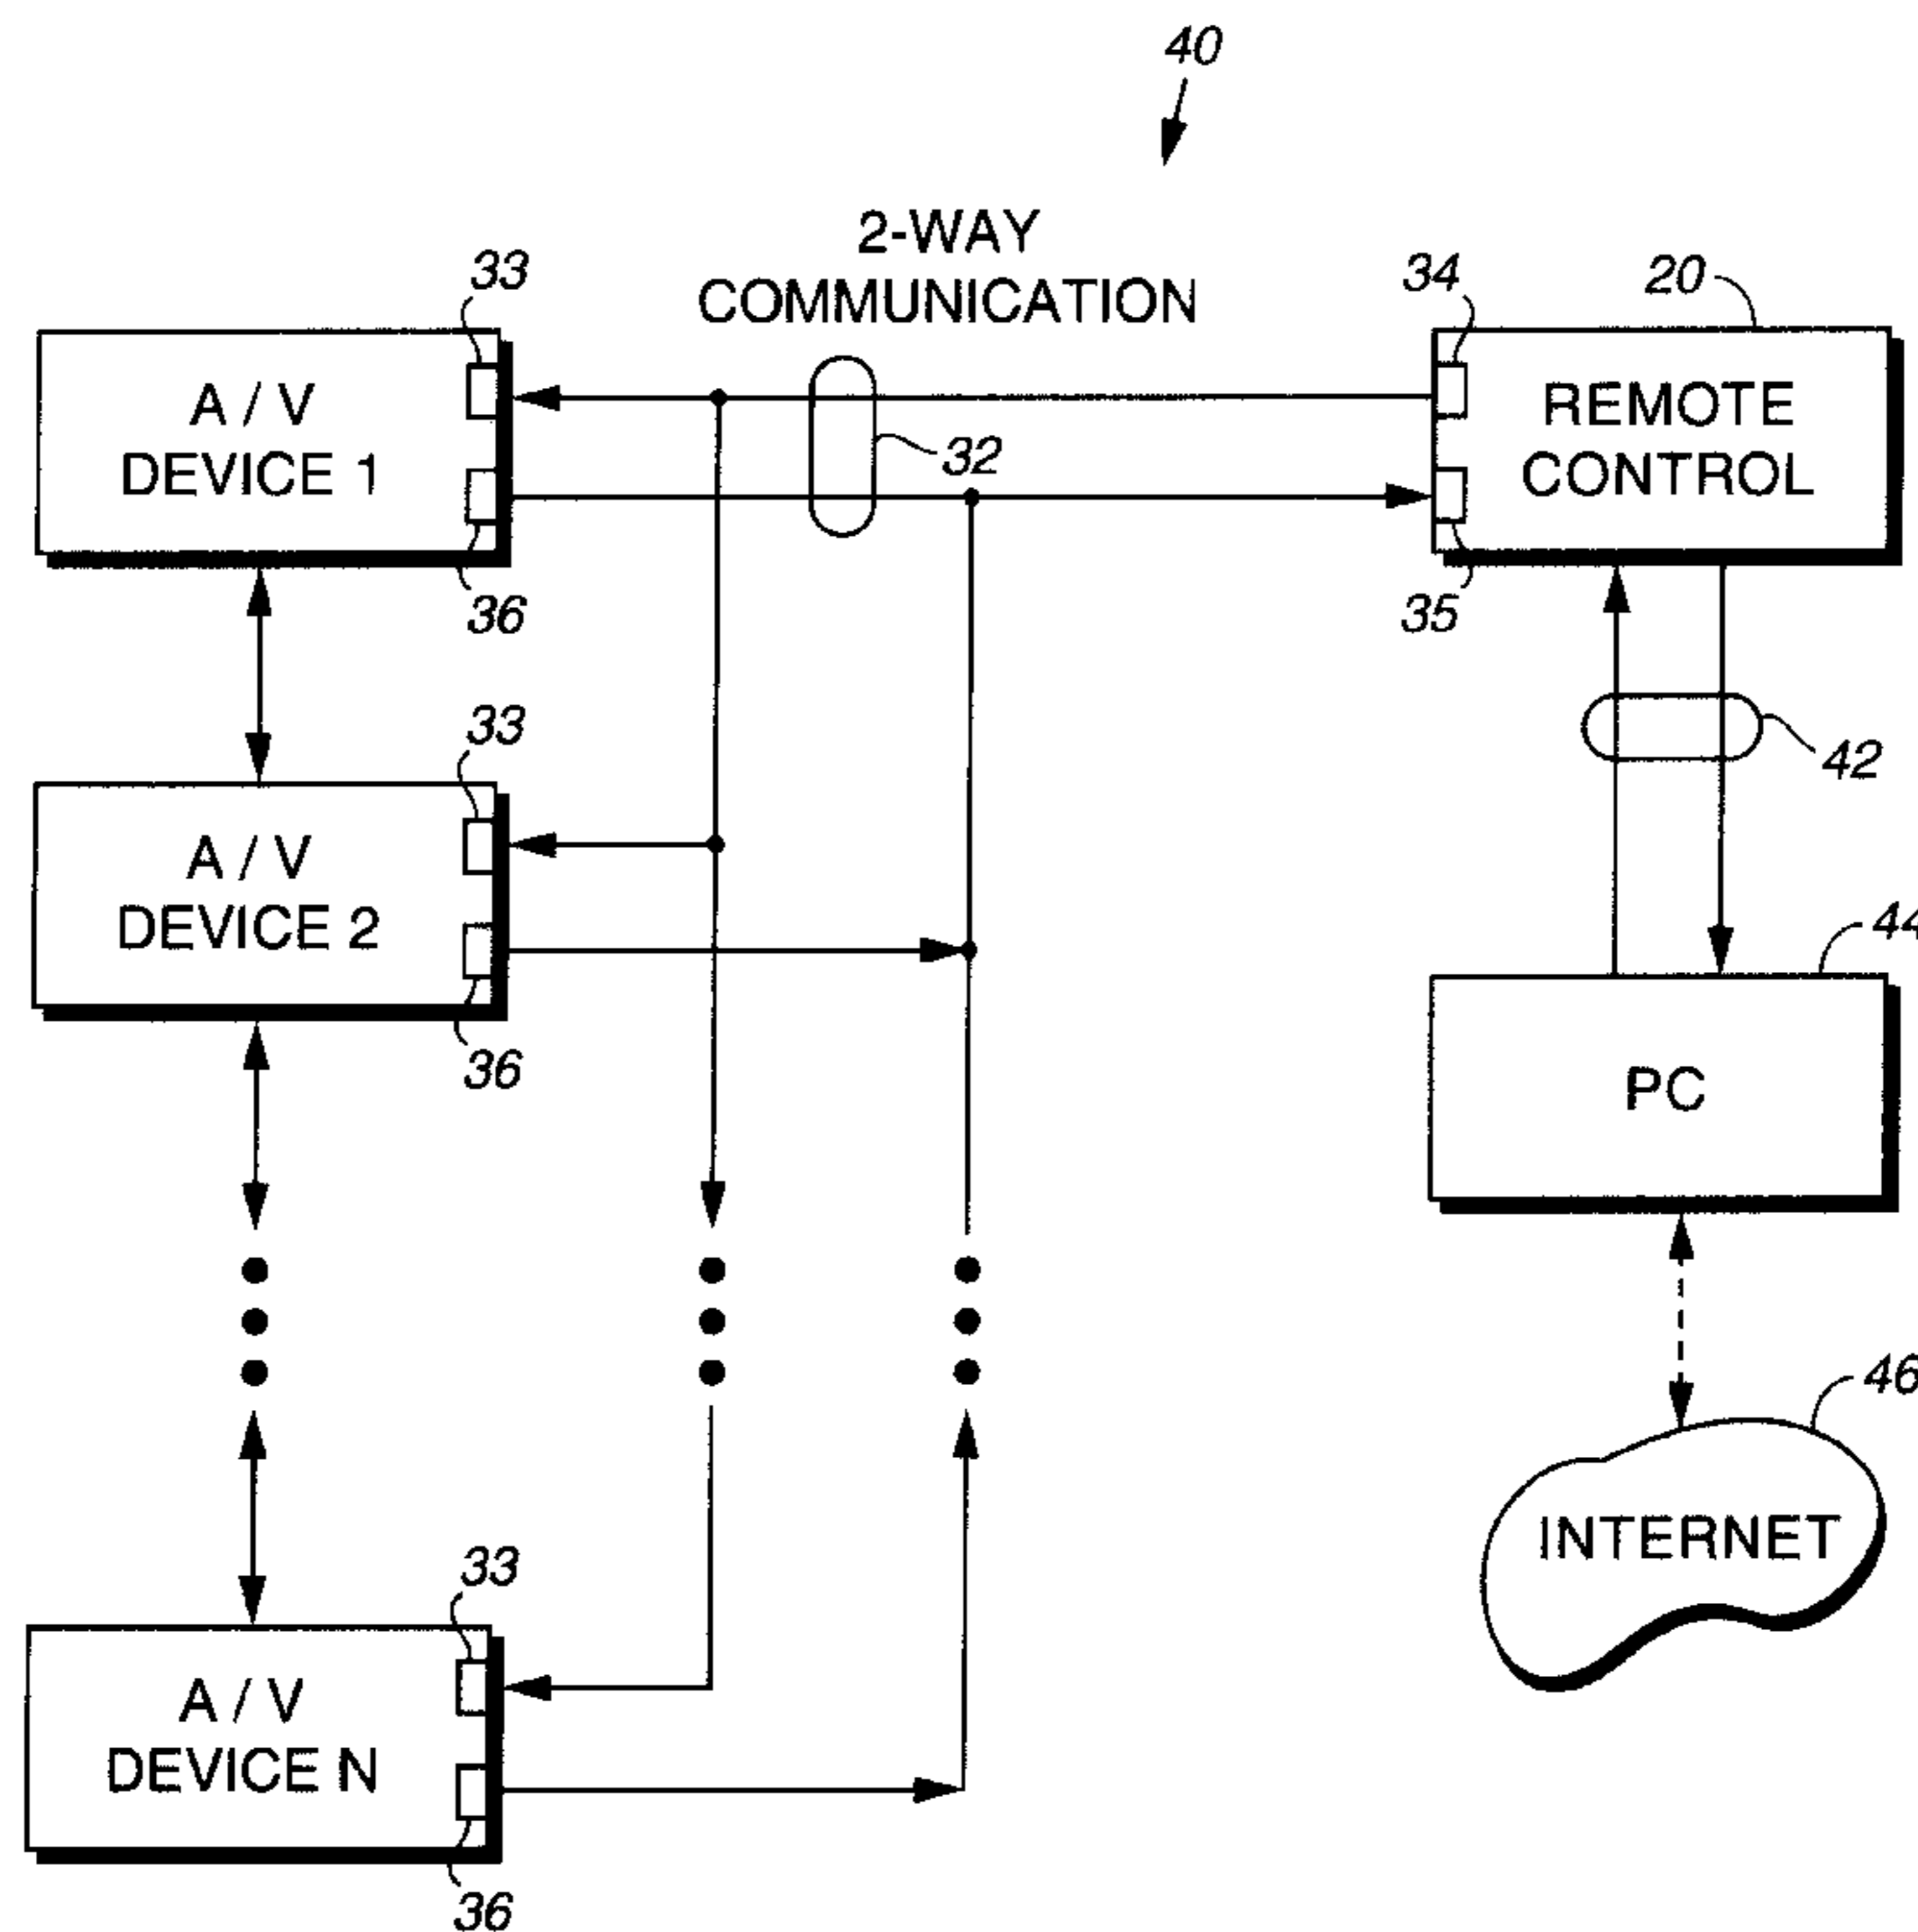 40
2-WAY
COMMUNICATION
33
34
20
A / V
DEVICE 1
32
REMOTE
CONTROL
36
35
33
42
A / V
DEVICE 2
44
36
PC
46
INTERNET
33
A / V
DEVICE N
36